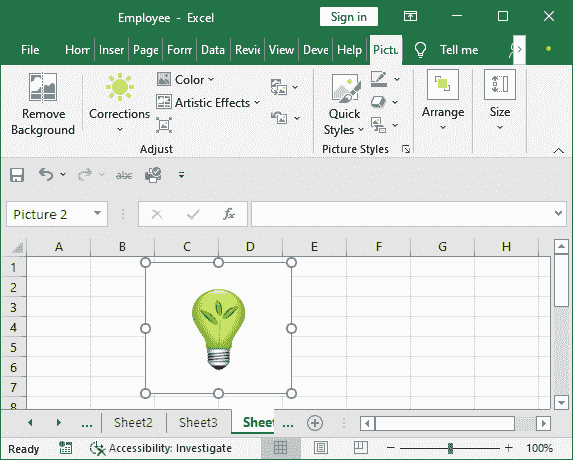 Employee - Excel
Sign in
File Hom Inser Page Form Data Revie View Deve Help Pictu Tell me
Remove Background
Corrections
Color
Artistic Effects
Adjust
Quick Styles
Picture Styles
Arrange
Size
abc
Picture 2
fx
A B C D E F G H
1
2
3
4
5
6
7
8
... Sheet2 Sheet3 Sheet ...
Ready Accessibility: Investigate 100%